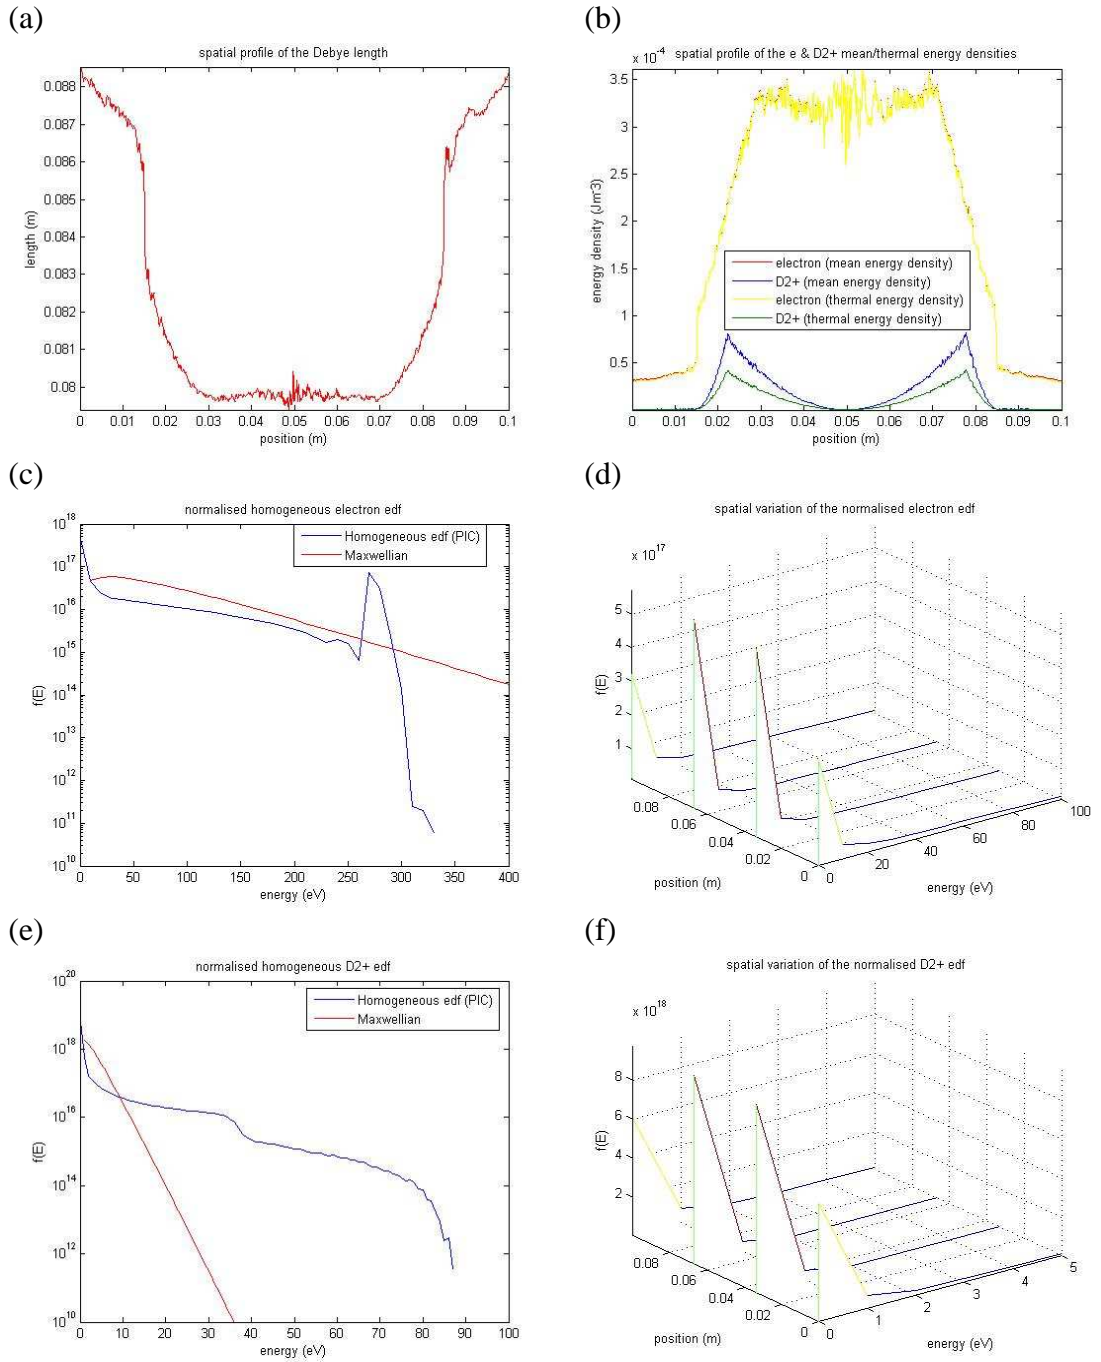 (a)
spatial profile of the Debye length
0.088
0.087
0.086
0.085
0.084
0.083
0.082
0.081
0.08
length (m)
0 0.01 0.02 0.03 0.04 0.05 0.06 0.07 0.08 0.09 0.1
position (m)
(b)
x 10-4 spatial profile of the e & D2+ mean/thermal energy densities
3.5
3
2.5
2
1.5
1
0.5
energy density (Jm-3)
electron (mean energy density)
D2+ (mean energy density)
electron (thermal energy density)
D2+ (thermal energy density)
0 0.01 0.02 0.03 0.04 0.05 0.06 0.07 0.08 0.09 0.1
position (m)
(c)
normalised homogeneous electron edf
10^18
10^17
10^16
10^15
10^14
10^13
10^12
10^11
10^10
f(E)
Homogeneous edf (PIC)
Maxwellian
0 50 100 150 200 250 300 350 400
energy (eV)
(d)
spatial variation of the normalised electron edf
x 10^17
5
4
3
2
1
f(E)
0.08
0.06
0.04
0.02
0
position (m)
0
20
40
60
80
100
energy (eV)
(e)
normalised homogeneous D2+ edf
10^20
10^18
10^16
10^14
10^12
10^10
f(E)
Homogeneous edf (PIC)
Maxwellian
0 10 20 30 40 50 60 70 80 90 100
energy (eV)
(f)
spatial variation of the normalised D2+ edf
x 10^18
8
6
4
2
f(E)
0.08
0.06
0.04
0.02
0
position (m)
0
1
2
3
4
5
energy (eV)